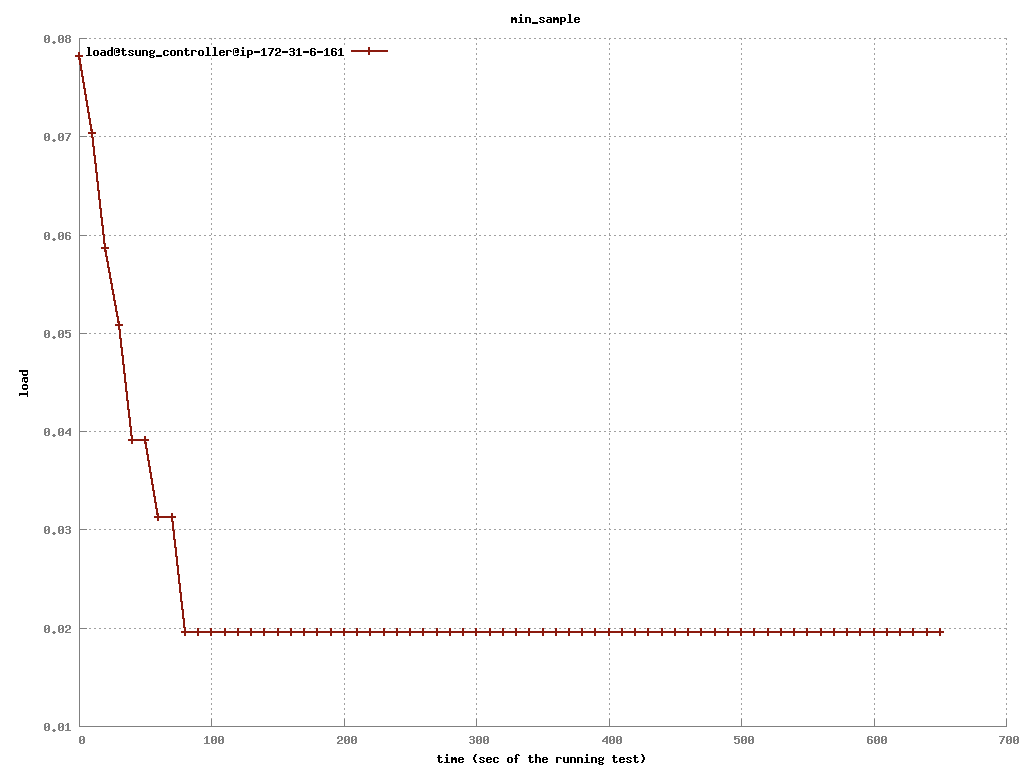 min_sample
load@tsung_controller@ip-172-31-6-161
0.08
0.07
0.06
0.05
0.04
0.03
0.02
0.01
load
0 100 200 300 400 500 600 700
time (sec of the running test)